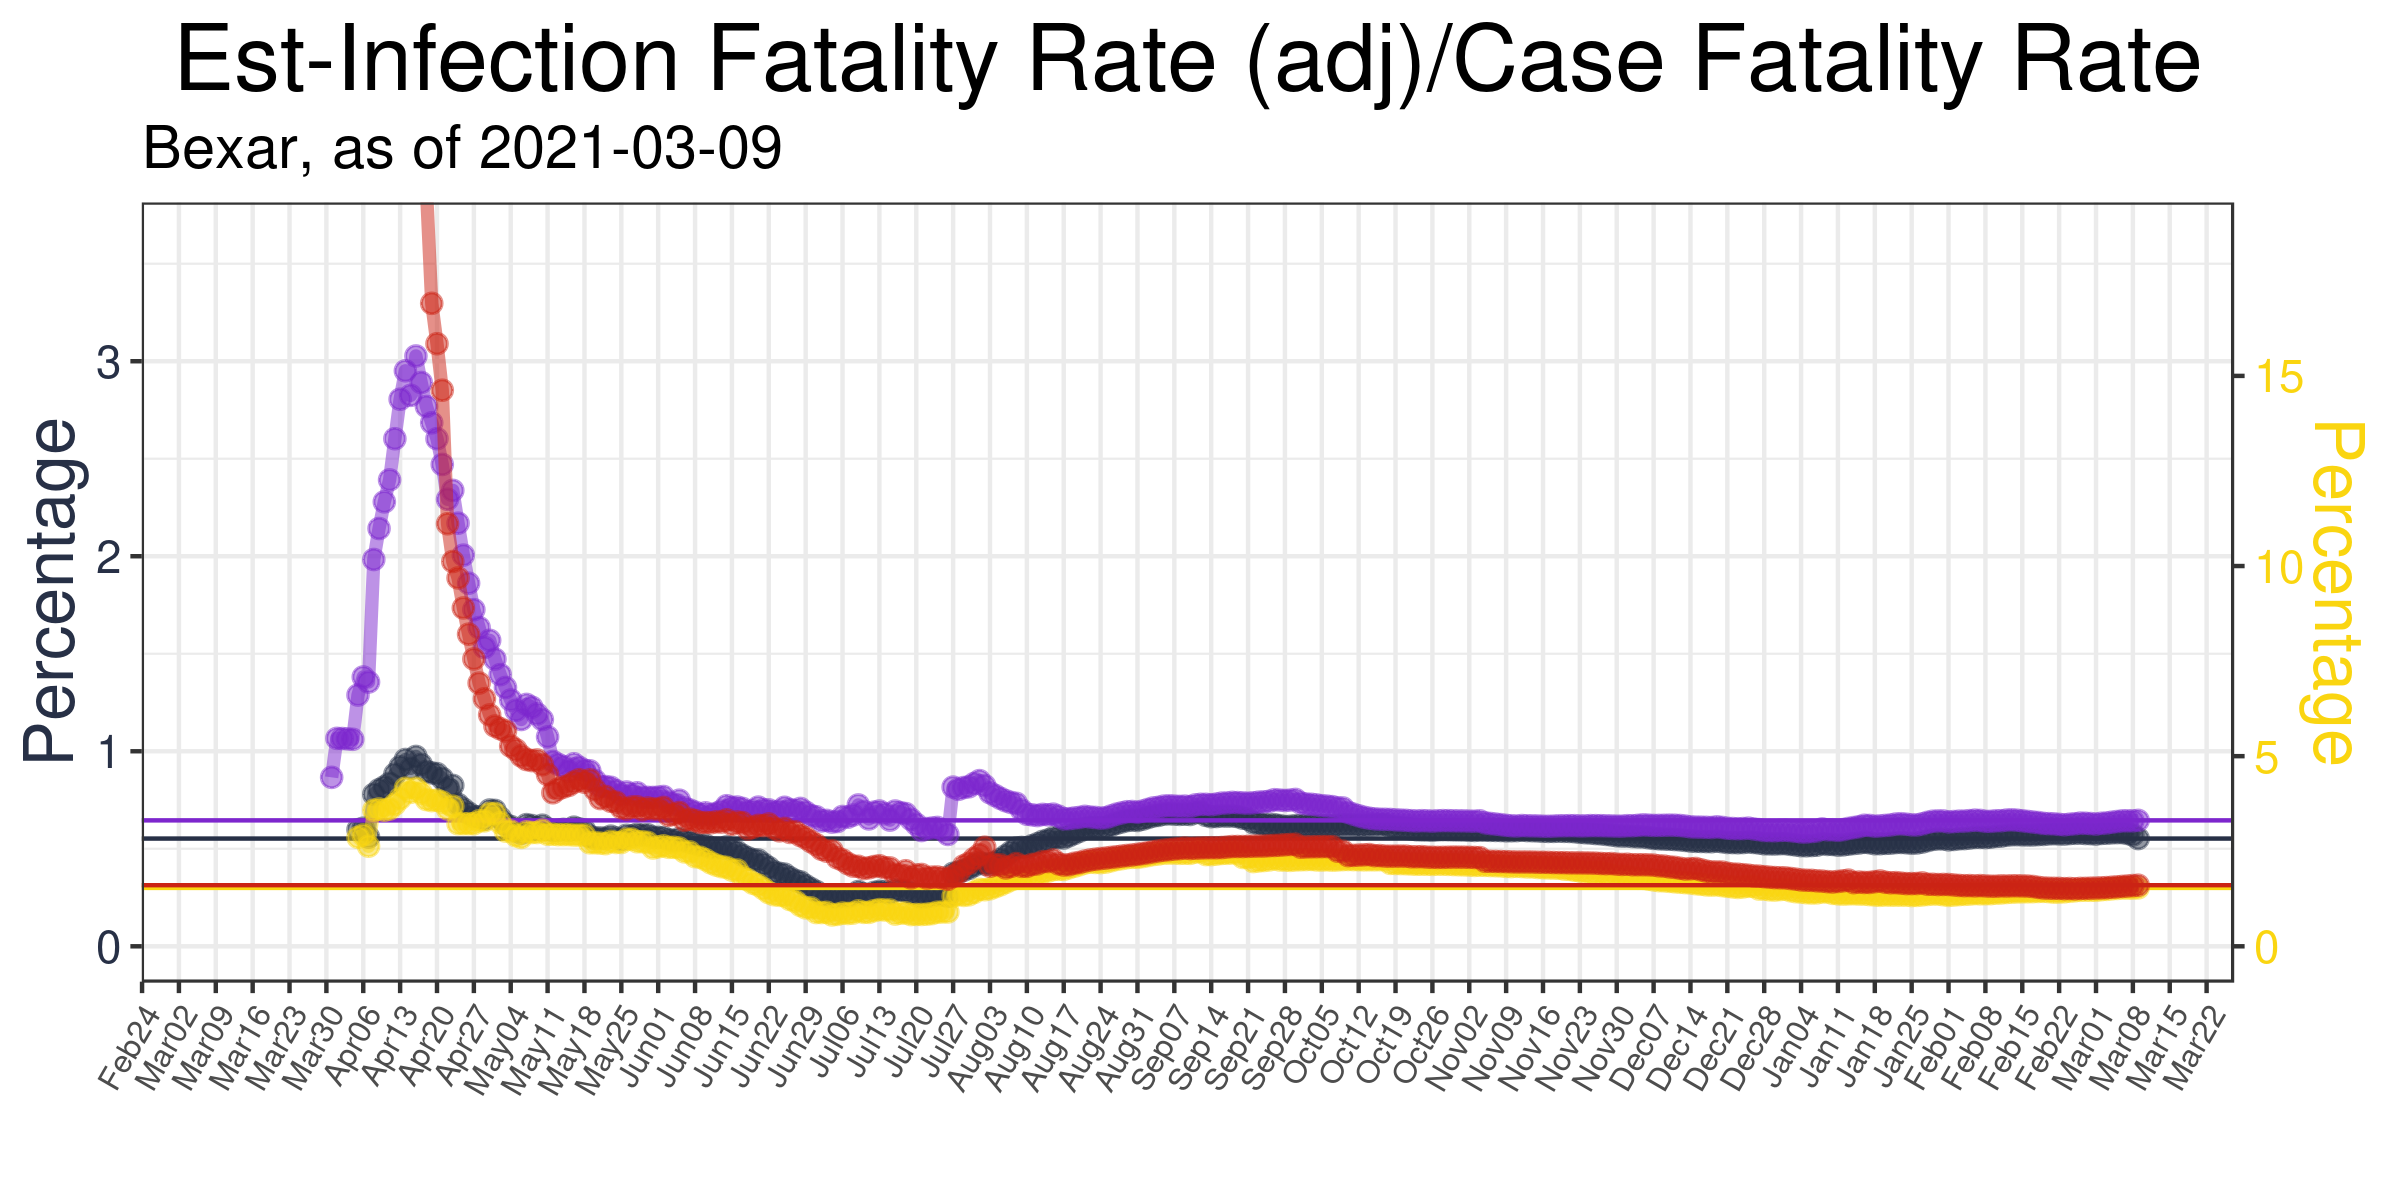 Est-Infection Fatality Rate (adj)/Case Fatality Rate
Bexar, as of 2021-03-09
Percentage
3
2
1
0
15
10
5
0
Percentage
Feb24
Mar02
Mar09
Mar16
Mar23
Mar30
Apr06
Apr13
Apr20
Apr27
May04
May11
May18
May25
Jun01
Jun08
Jun15
Jun22
Jun29
Jul06
Jul13
Jul20
Jul27
Aug03
Aug10
Aug17
Aug24
Aug31
Sep07
Sep14
Sep21
Sep28
Oct05
Oct12
Oct19
Oct26
Nov02
Nov09
Nov16
Nov23
Nov30
Dec07
Dec14
Dec21
Dec28
Jan04
Jan11
Jan18
Jan25
Feb01
Feb08
Feb15
Feb22
Mar01
Mar08
Mar15
Mar22